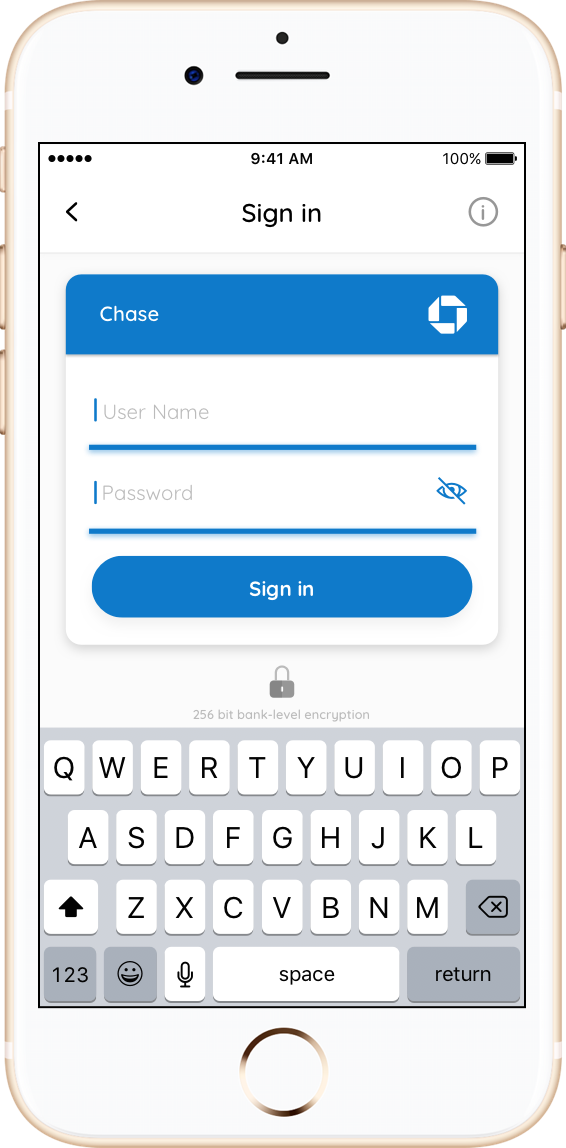 9:41 AM 100%
Sign in
Chase
User Name
Password
Sign in
256 bit bank-level encryption
Q W E R T Y U I O P
A S D F G H J K L
Z X C V B N M
123 space return